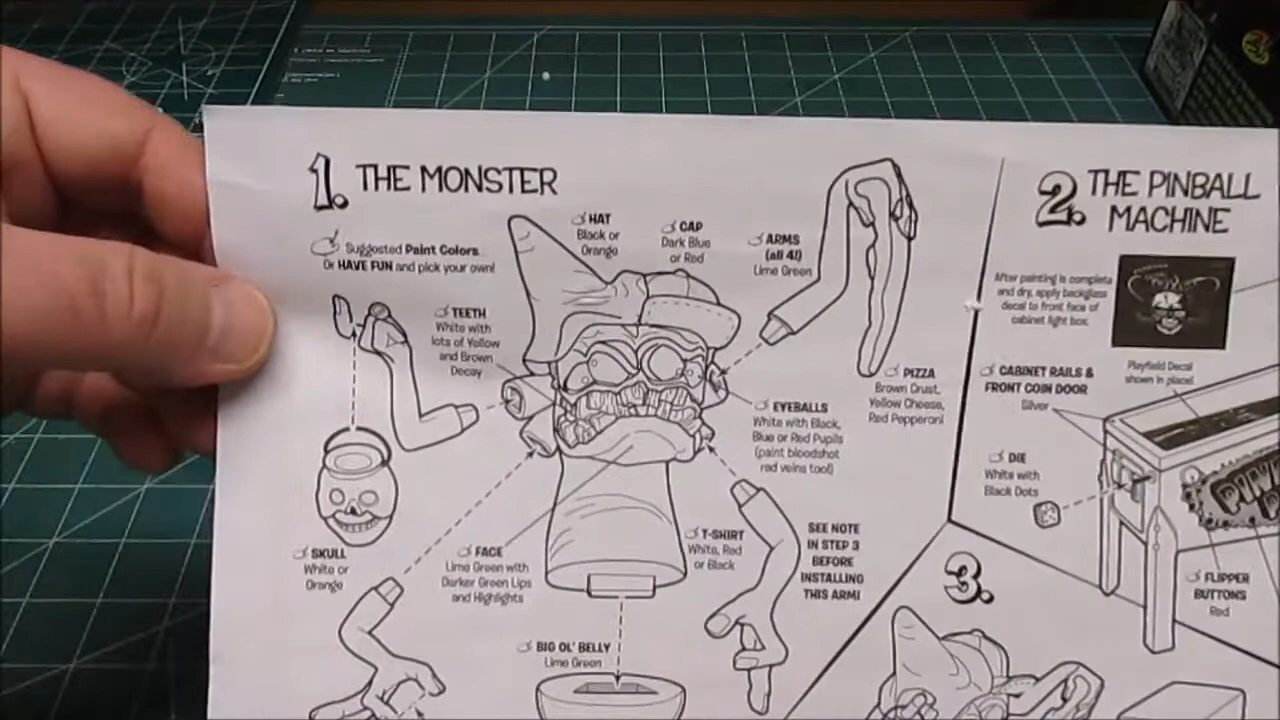 1. THE MONSTER
Suggested Paint Colors
Or HAVE FUN and pick your own!
HAT
Black or
Orange
CAP
Dark Blue
or Red
ARMS
(all 4!)
Lime Green
TEETH
White with
lots of Yellow
and Brown
Decay
PIZZA
Brown Crust,
Yellow Cheese,
Red Pepperoni
EYEBALLS
White with Black,
Blue or Red Pupils
(paint bloodshot
red veins too!)
SKULL
White or
Orange
FACE
Lime Green with
Darker Green Lips
and Highlights
T-SHIRT
White, Red
or Black
SEE NOTE
IN STEP 3
BEFORE
INSTALLING
THIS ARM!
BIG OL' BELLY
Lime Green
2. THE PINBALL
MACHINE
After painting is complete
and dry, apply backglass
decal to front face of
cabinet light box.
Playfield Decal
shown in place!
CABINET RAILS &
FRONT COIN DOOR
Silver
DIE
White with
Black Dots
FLIPPER
BUTTONS
Red
3.